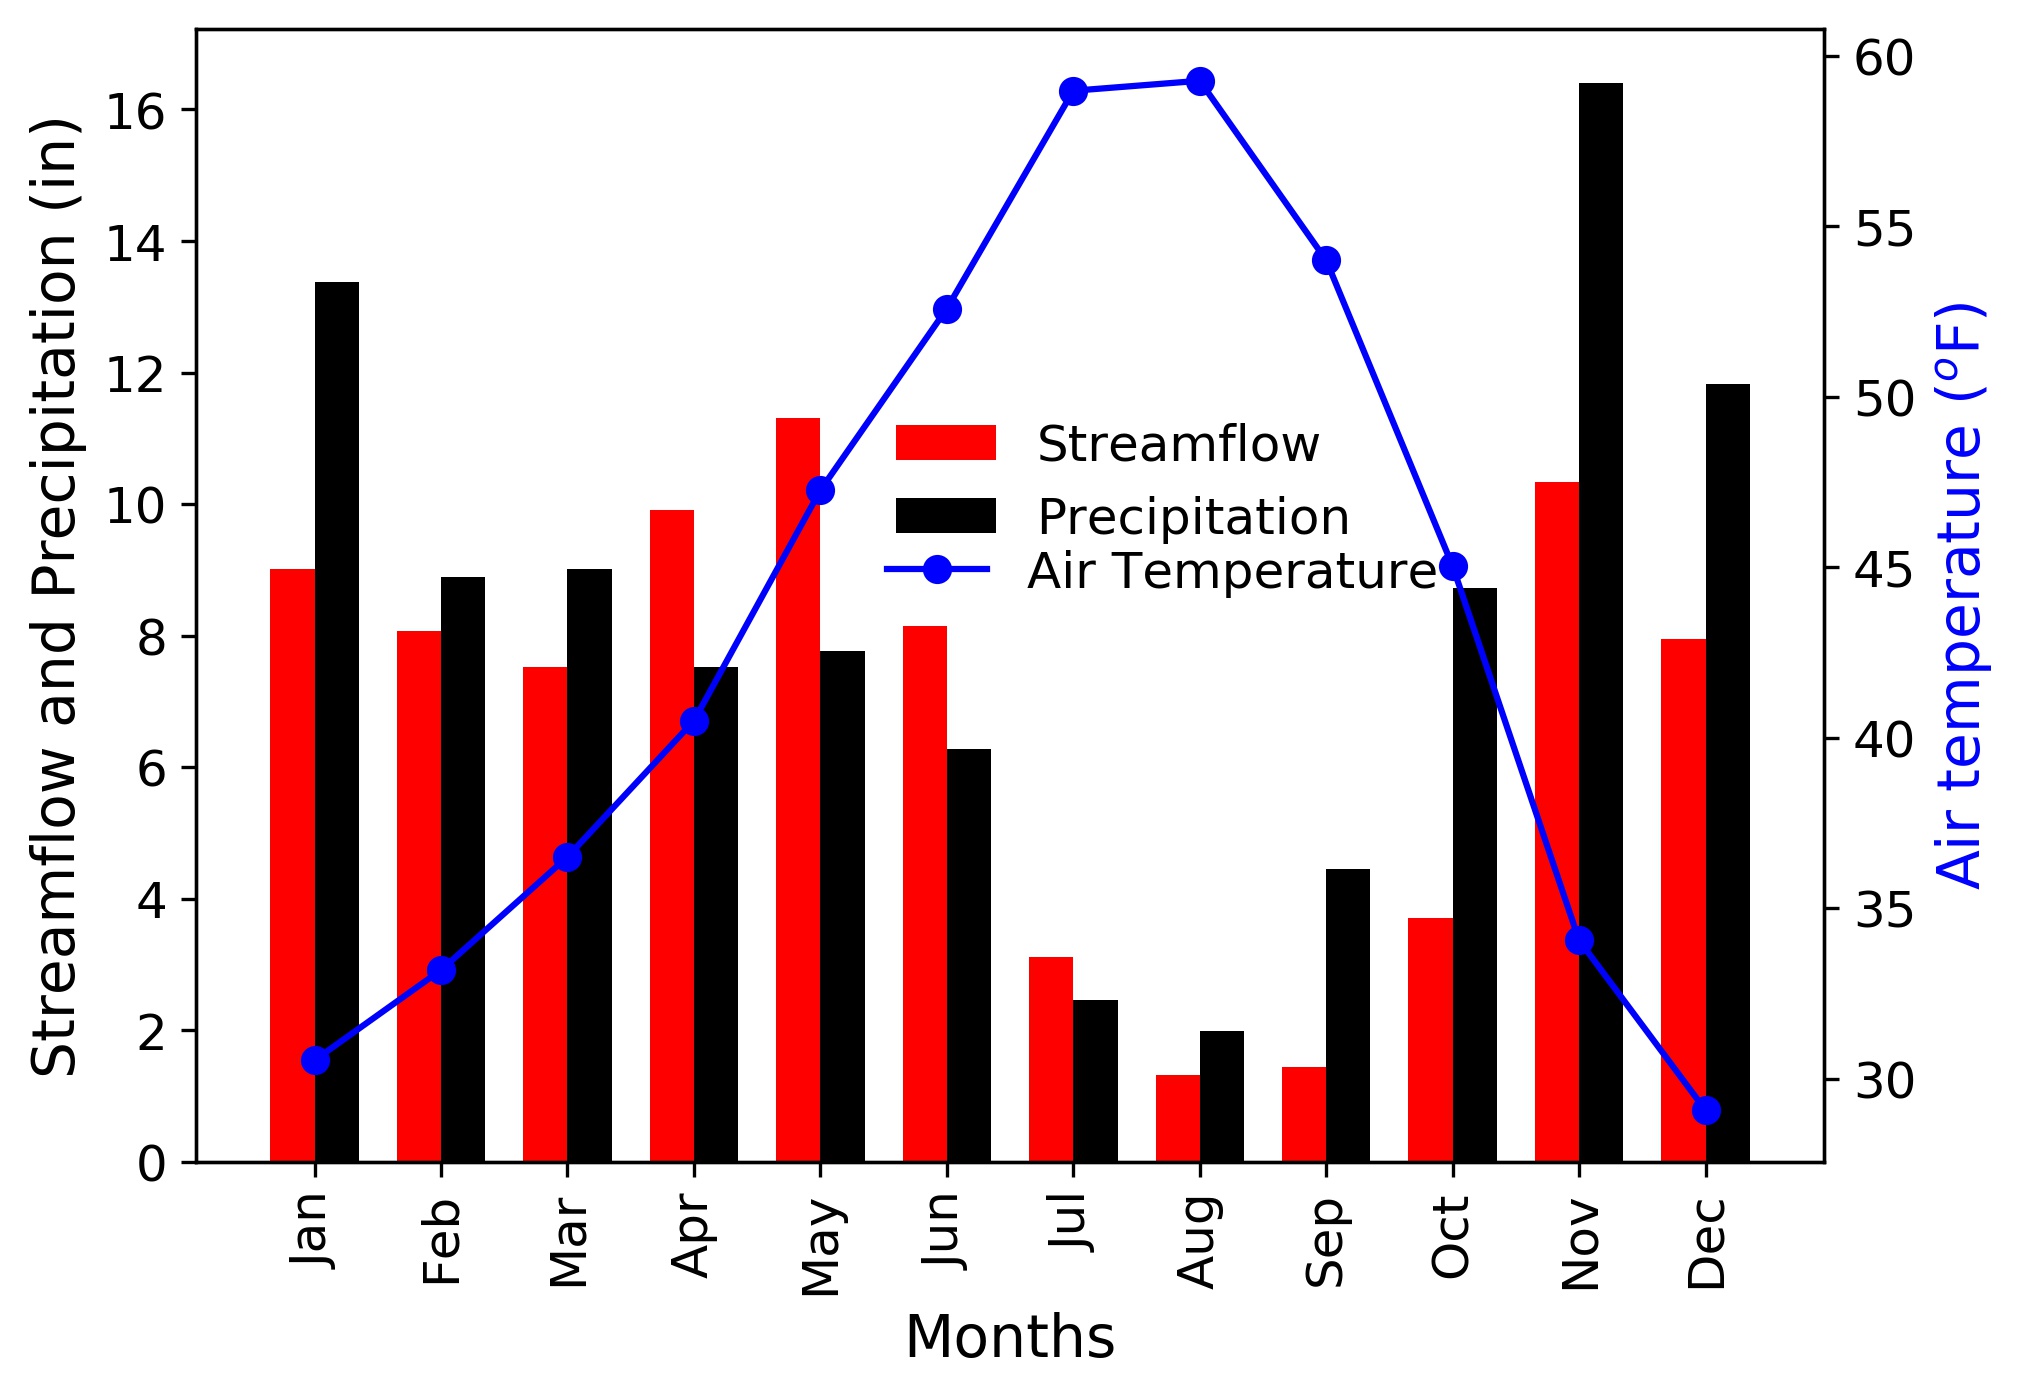 Streamflow and Precipitation (in)
16
14
12
10
8
6
4
2
0
Streamflow
Precipitation
Air Temperature
60
55
50
45
40
35
30
Air temperature (°F)
Jan
Feb
Mar
Apr
May
Jun
Jul
Aug
Sep
Oct
Nov
Dec
Months